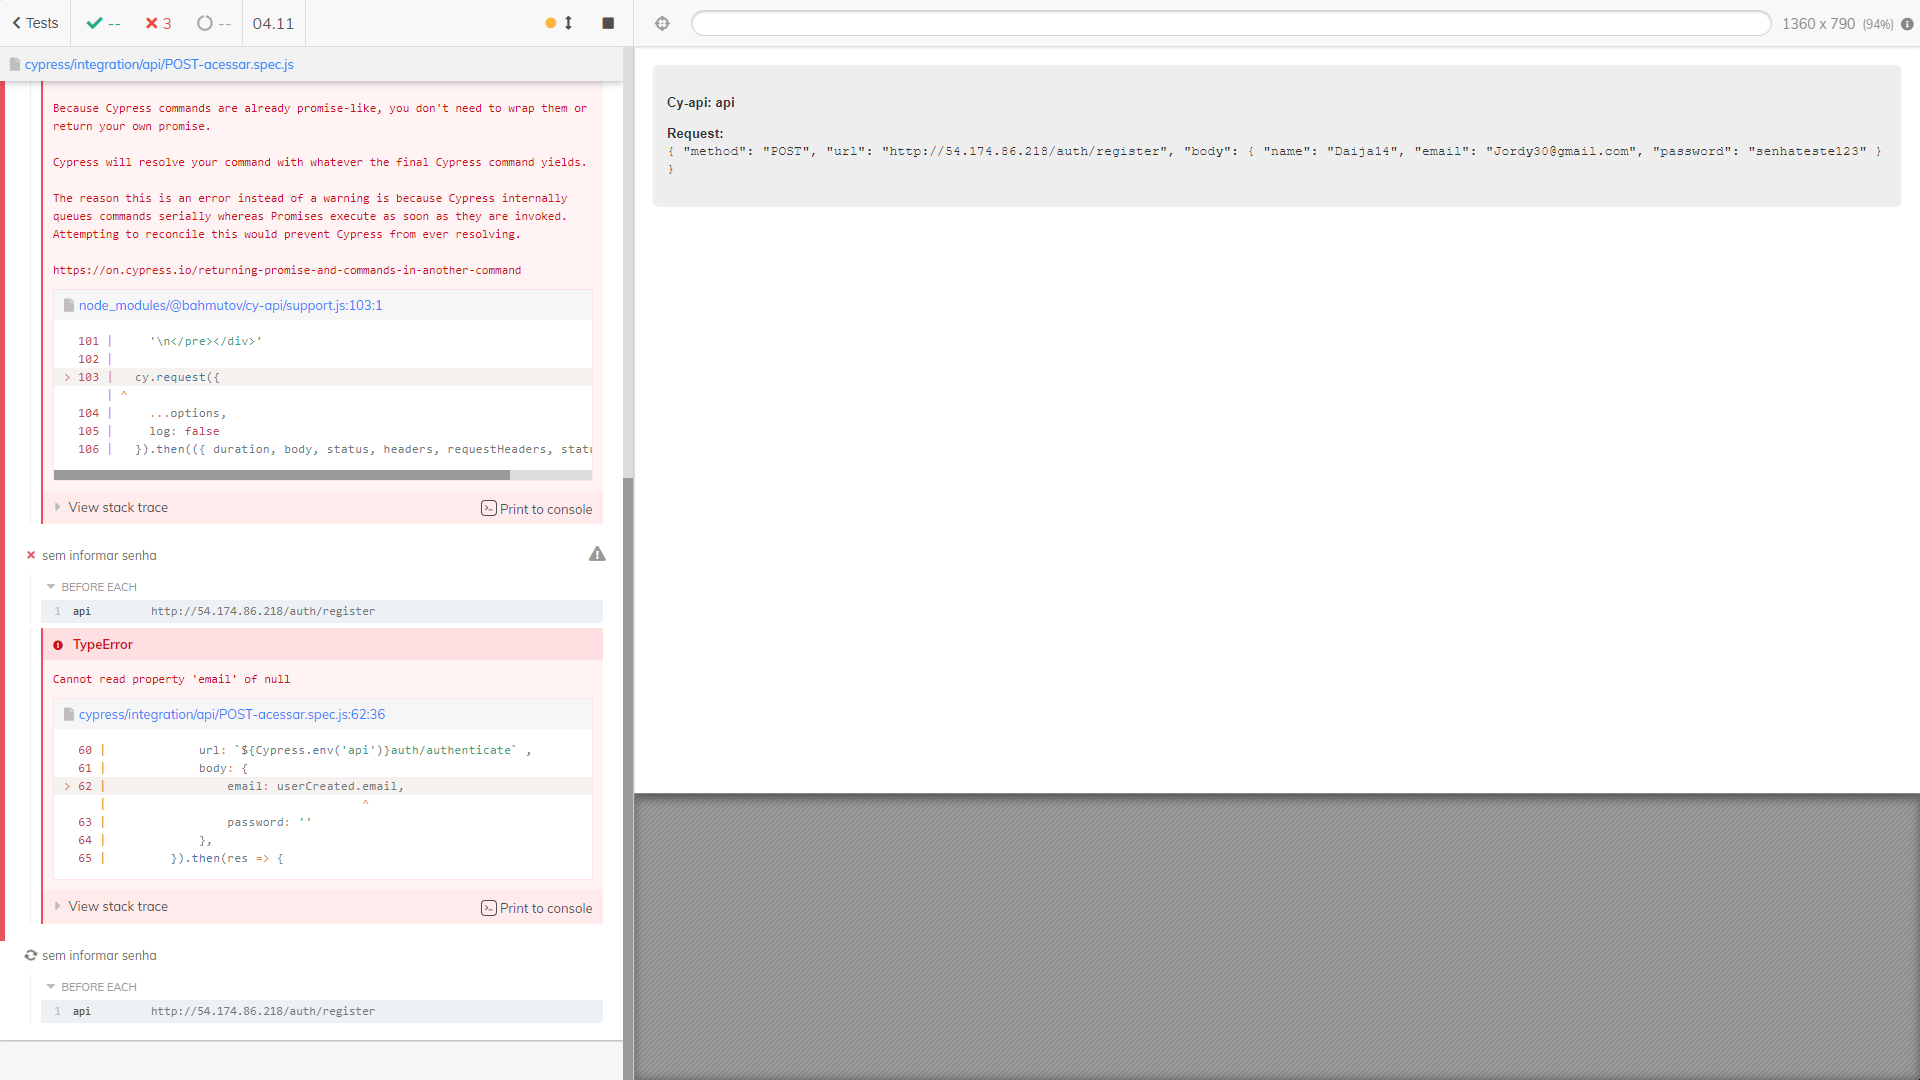 Tests
--
3
--
04.11
1360 x 790 (94%)
cypress/integration/api/POST-acessar.spec.js
Because Cypress commands are already promise-like, you don't need to wrap them or
return your own promise.
Cypress will resolve your command with whatever the final Cypress command yields.
The reason this is an error instead of a warning is because Cypress internally
queues commands serially whereas Promises execute as soon as they are invoked.
Attempting to reconcile this would prevent Cypress from ever resolving.
https://on.cypress.io/returning-promise-and-commands-in-another-command
node_modules/@bahmutov/cy-api/support.js:103:1
101 |     '\n</pre></div>'
102 |
> 103 |   cy.request({
| ^
104 |     ...options,
105 |     log: false
106 |   }).then(({ duration, body, status, headers, requestHeaders, statu
View stack trace
Print to console
sem informar senha
BEFORE EACH
1 api http://54.174.86.218/auth/register
TypeError
Cannot read property 'email' of null
cypress/integration/api/POST-acessar.spec.js:62:36
60 |             url: `${Cypress.env('api')}auth/authenticate` ,
61 |             body: {
> 62 |                 email: userCreated.email,
|                                    ^
63 |                 password: ''
64 |             },
65 |         }).then(res => {
View stack trace
Print to console
sem informar senha
BEFORE EACH
1 api http://54.174.86.218/auth/register
Cy-api: api
Request:
{ "method": "POST", "url": "http://54.174.86.218/auth/register", "body": { "name": "Daija14", "email": "Jordy30@gmail.com", "password": "senhateste123" }
}